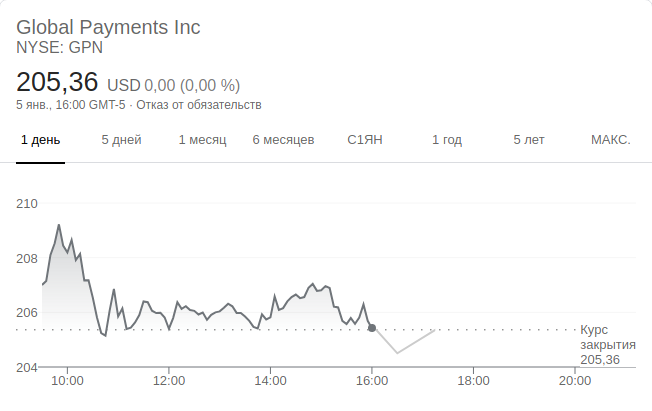 Global Payments Inc
NYSE: GPN
205,36 USD 0,00 (0,00 %)
5 янв., 16:00 GMT-5 · Отказ от обязательств
1 день 5 дней 1 месяц 6 месяцев С1ЯН 1 год 5 лет МАКС.
210
208
206
204
Курс
закрытия
205,36
10:00 12:00 14:00 16:00 18:00 20:00